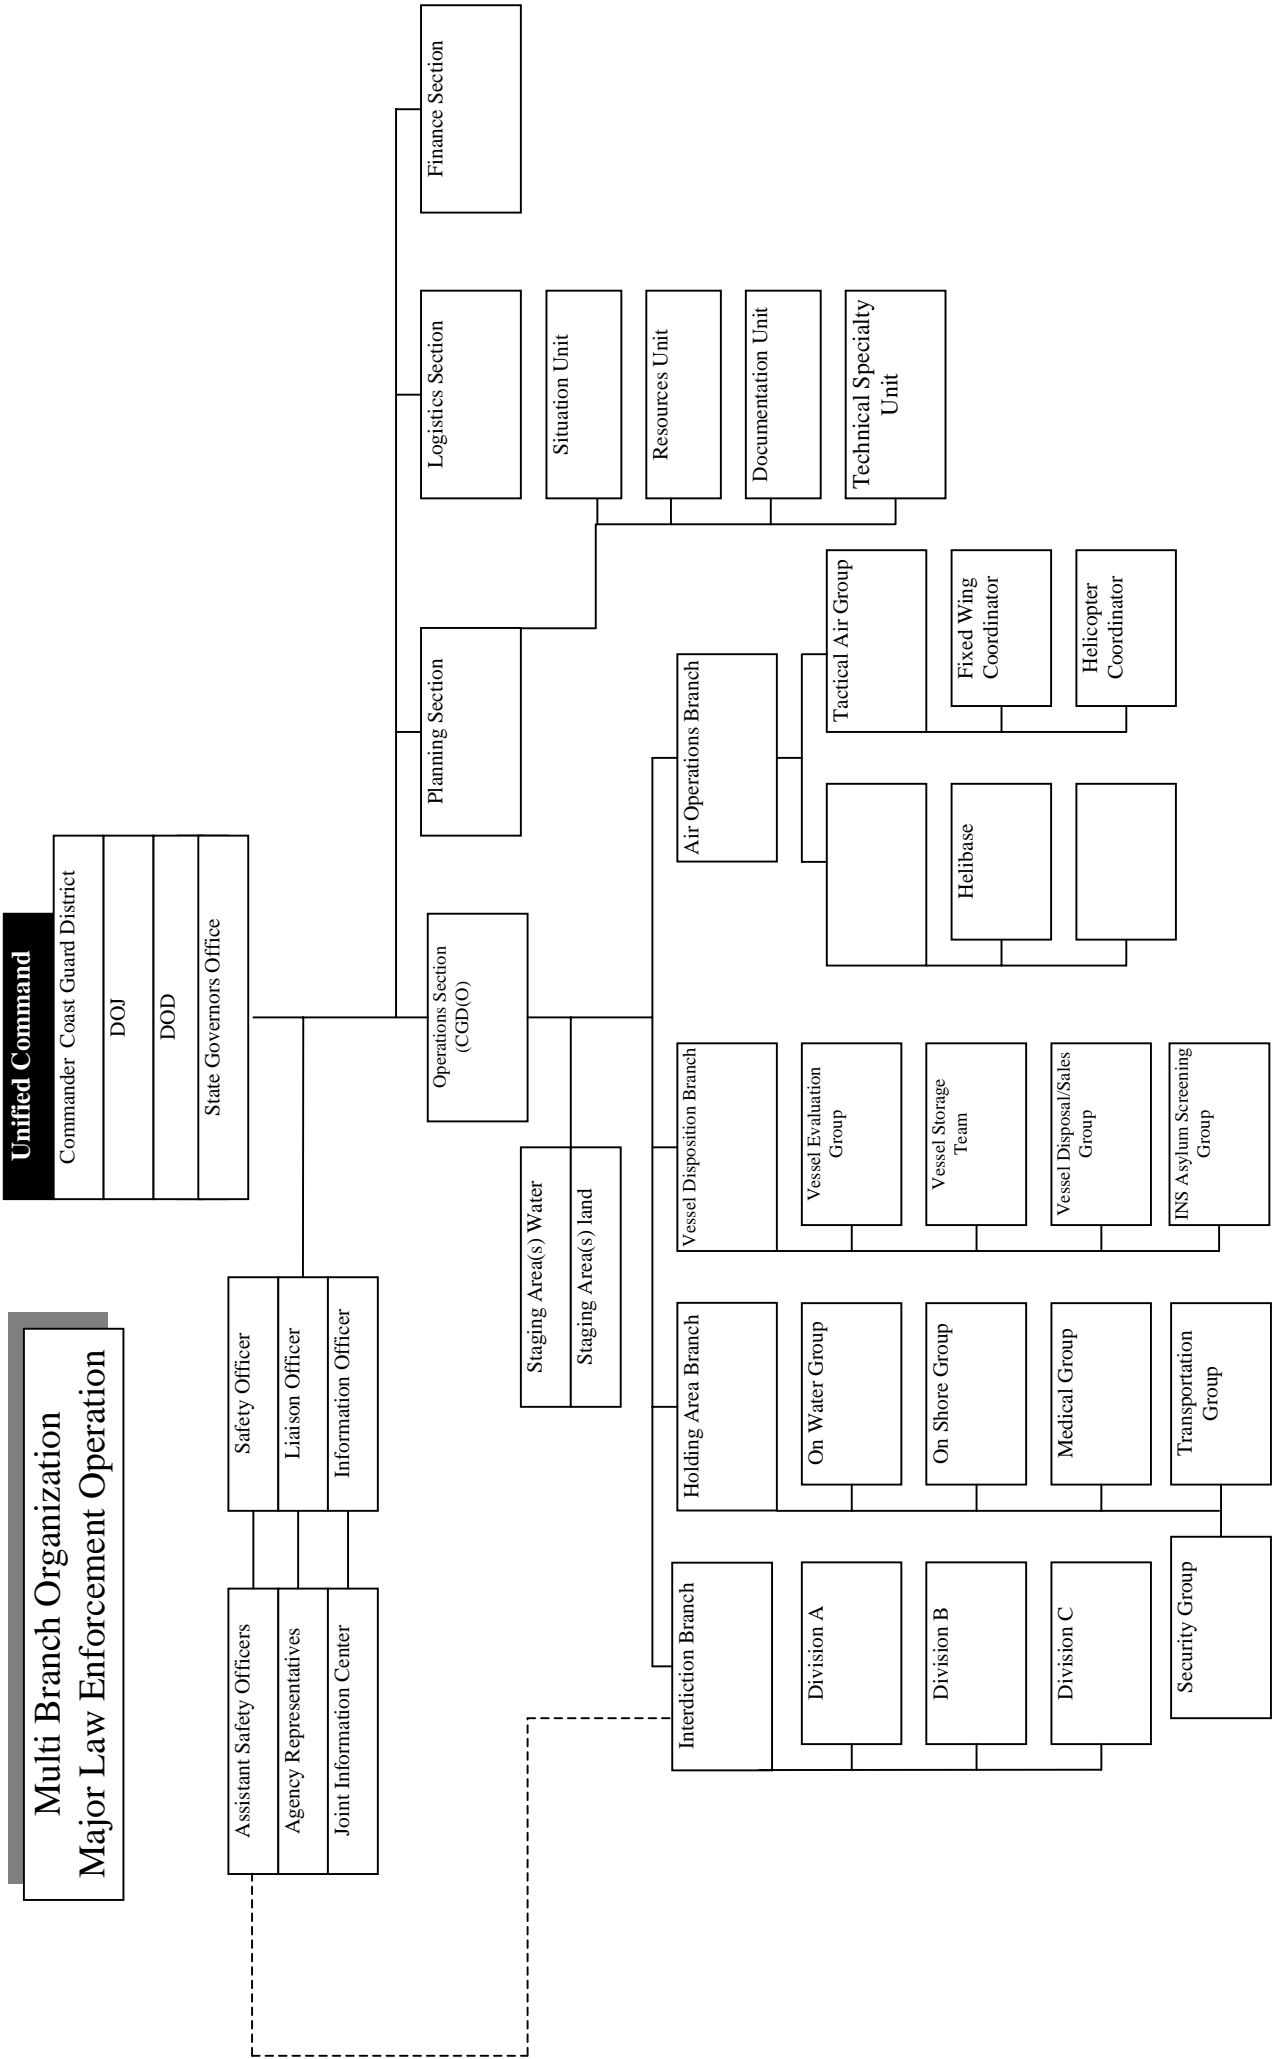 Multi Branch Organization
Major Law Enforcement Operation
Unified Command
Commander Coast Guard District
DOJ
DOD
State Governors Office
Assistant Safety Officers
Safety Officer
Agency Representatives
Liaison Officer
Joint Information Center
Information Officer
Operations Section
(CGD(O)
Planning Section
Logistics Section
Finance Section
Staging Area(s) Water
Staging Area(s) land
Situation Unit
Resources Unit
Documentation Unit
Technical Specialty
Unit
Interdiction Branch
Division A
Division B
Division C
Holding Area Branch
On Water Group
On Shore Group
Medical Group
Transportation
Group
Security Group
Vessel Disposition Branch
Vessel Evaluation
Group
Vessel Storage
Team
Vessel Disposal/Sales
Group
INS Asylum Screening
Group
Air Operations Branch
Helibase
Tactical Air Group
Fixed Wing
Coordinator
Helicopter
Coordinator